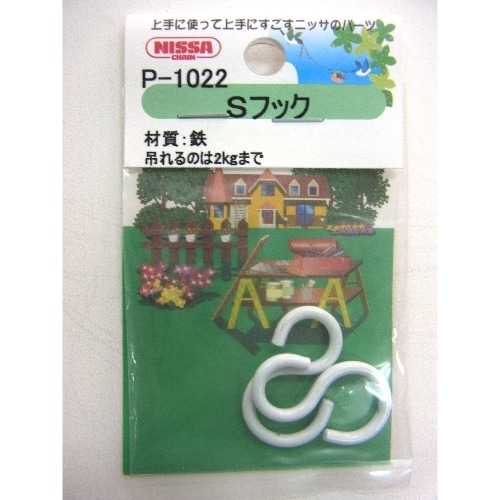 上手に使って上手にすごすニッサのパーツ
NISSA
CHAIN
P-1022
Sフック
材質:鉄
吊れるのは2kgまで